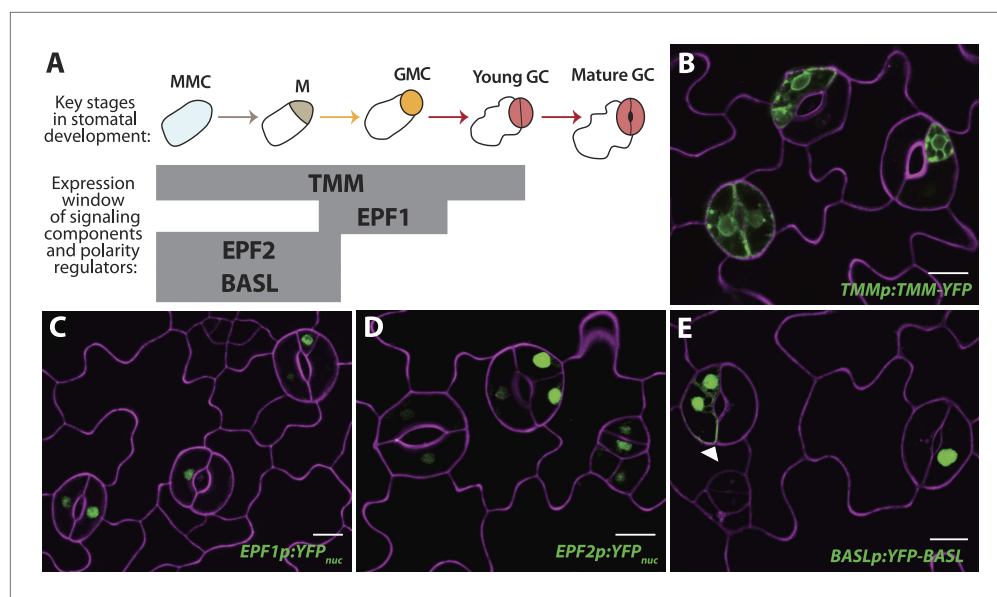 A
MMC
M
GMC
Young GC
Mature GC
Key stages
in stomatal
development:
Expression
window
of signaling
components
and polarity
regulators:
TMM
EPF1
EPF2
BASL
B
TMMp:TMM-YFP
C
EPF1p:YFPnuc
D
EPF2p:YFPnuc
E
BASLp:YFP-BASL